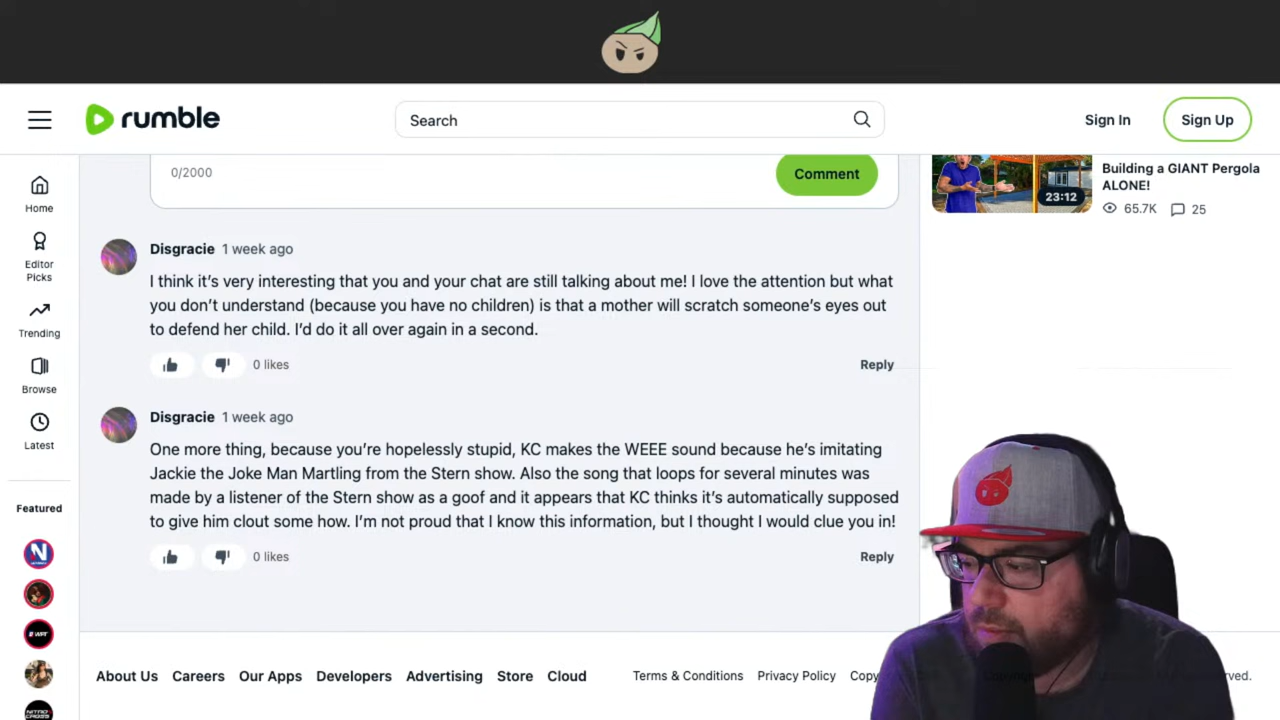 rumble
Search
Sign In
Sign Up
0/2000
Comment
Building a GIANT Pergola
ALONE!
23:12
65.7K
25
Home
Editor
Picks
Trending
Browse
Latest
Featured
Disgracie 1 week ago
I think it’s very interesting that you and your chat are still talking about me! I love the attention but what
you don’t understand (because you have no children) is that a mother will scratch someone’s eyes out
to defend her child. I’d do it all over again in a second.
0 likes
Reply
Disgracie 1 week ago
One more thing, because you’re hopelessly stupid, KC makes the WEEE sound because he’s imitating
Jackie the Joke Man Martling from the Stern show. Also the song that loops for several minutes was
made by a listener of the Stern show as a goof and it appears that KC thinks it’s automatically supposed
to give him clout some how. I’m not proud that I know this information, but I thought I would clue you in!
0 likes
Reply
About Us Careers Our Apps Developers Advertising Store Cloud
Terms & Conditions Privacy Policy